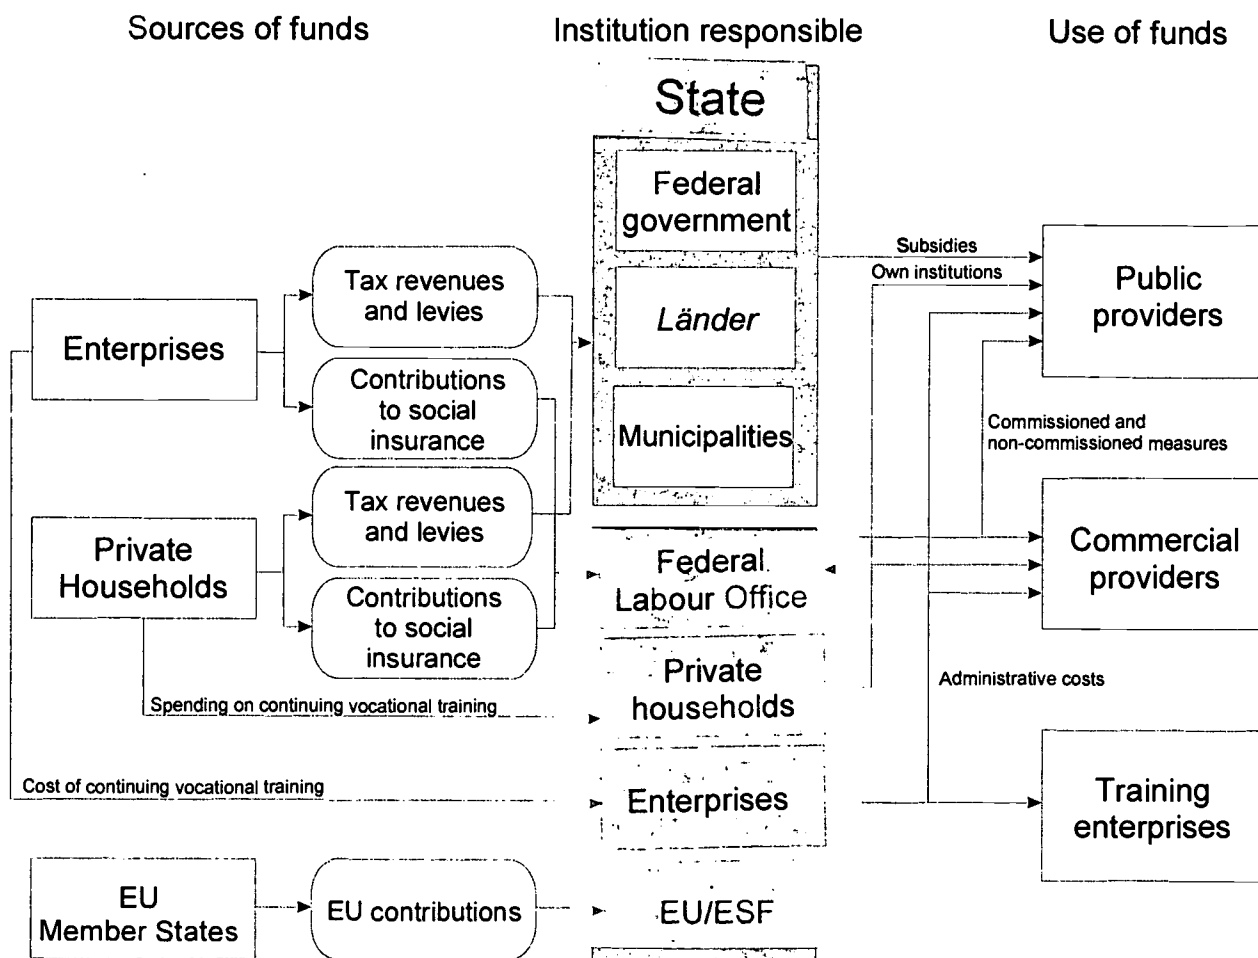 Sources of funds
Institution responsible
Use of funds
State
Federal
government
Länder
Municipalities
Enterprises
Tax revenues
and levies
Contributions
to social
insurance
Private
Households
Tax revenues
and levies
Contributions
to social
insurance
Spending on continuing vocational training
Cost of continuing vocational training
EU
Member States
EU contributions
Federal
Labour Office
Private
households
Enterprises
EU/ESF
Subsidies
Own institutions
Commissioned and
non-commissioned measures
Administrative costs
Public
providers
Commercial
providers
Training
enterprises